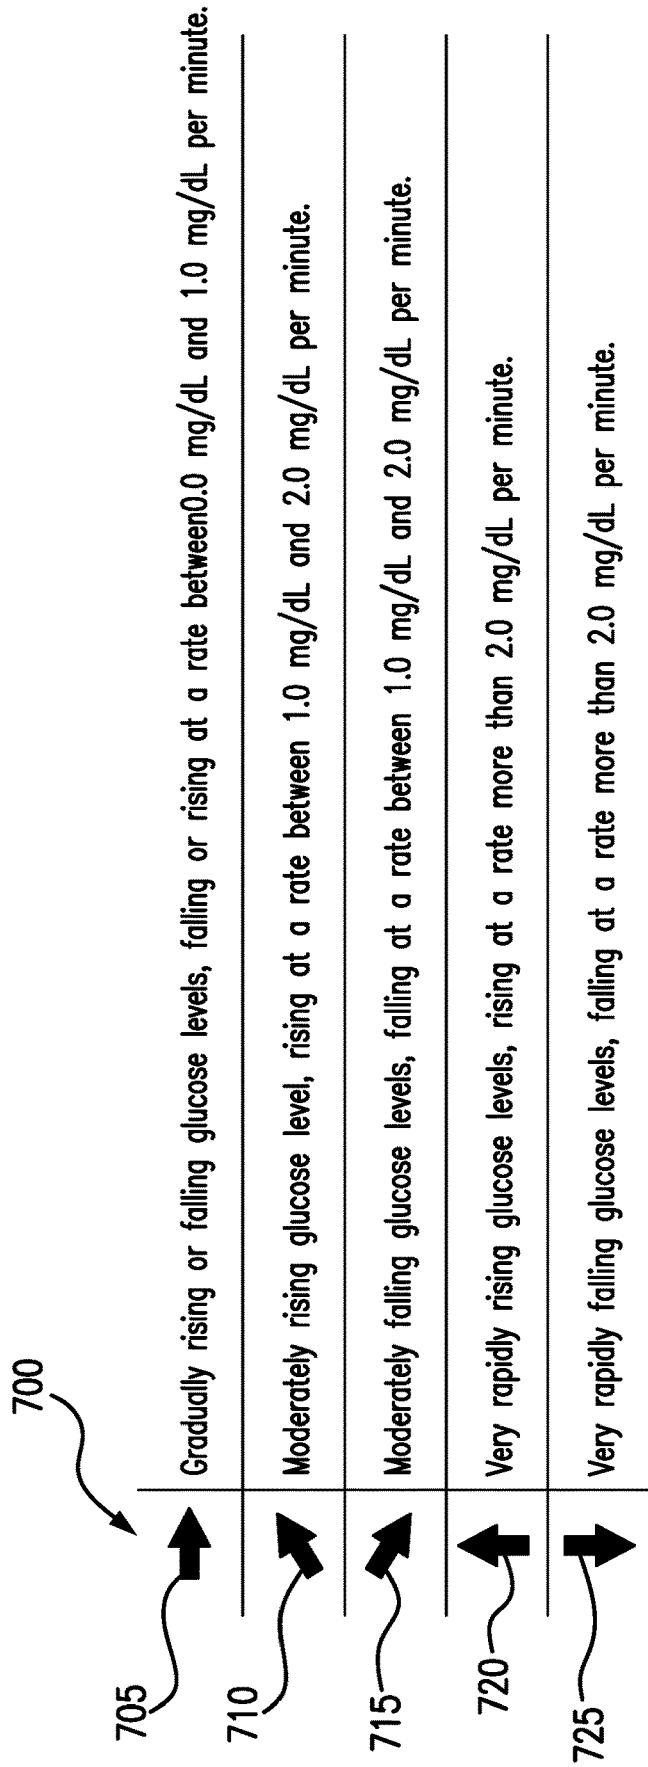 700
705 Gradually rising or falling glucose levels, falling or rising at a rate between0.0 mg/dL and 1.0 mg/dL per minute.
710 Moderately rising glucose level, rising at a rate between 1.0 mg/dL and 2.0 mg/dL per minute.
715 Moderately falling glucose levels, falling at a rate between 1.0 mg/dL and 2.0 mg/dL per minute.
720 Very rapidly rising glucose levels, rising at a rate more than 2.0 mg/dL per minute.
725 Very rapidly falling glucose levels, falling at a rate more than 2.0 mg/dL per minute.